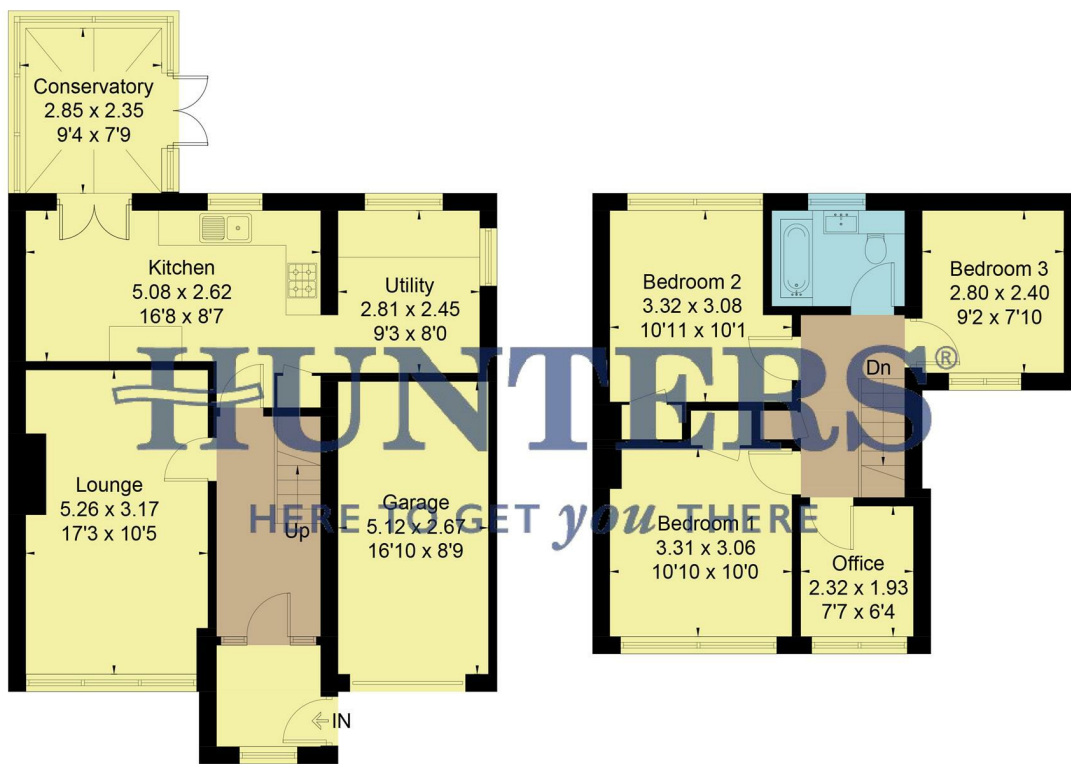 Conservatory
2.85 x 2.35
9'4 x 7'9
Kitchen
5.08 x 2.62
16'8 x 8'7
Utility
2.81 x 2.45
9'3 x 8'0
Lounge
5.26 x 3.17
17'3 x 10'5
Up
Garage
5.12 x 2.67
16'10 x 8'9
IN
Bedroom 2
3.32 x 3.08
10'11 x 10'1
Bedroom 3
2.80 x 2.40
9'2 x 7'10
Dn
Bedroom 1
3.31 x 3.06
10'10 x 10'0
Office
2.32 x 1.93
7'7 x 6'4
HUNTERS®
HERE TO GET you THERE